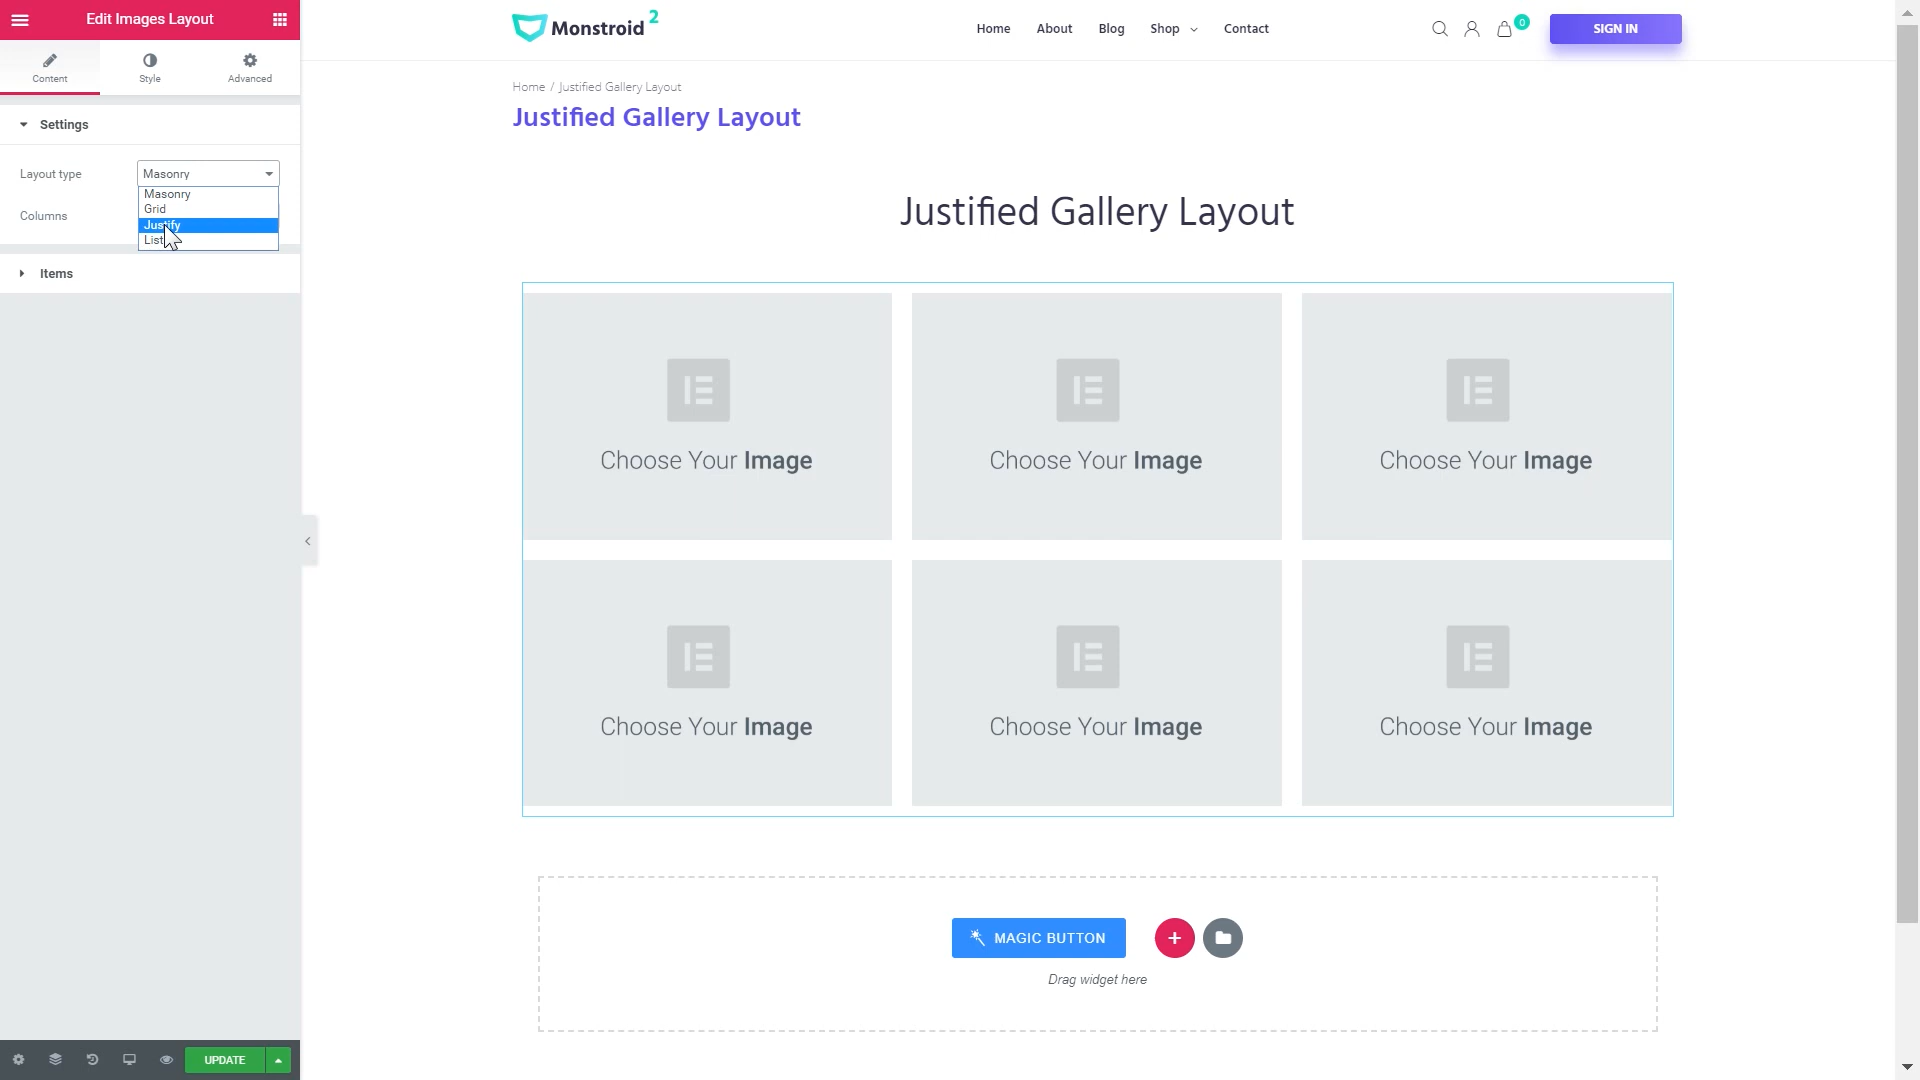 Edit Images Layout
Content
Style
Advanced
Settings
Layout type
Masonry
Masonry
Grid
Justify
List
Columns
Items
UPDATE
Monstroid 2
Home
About
Blog
Shop
Contact
0
SIGN IN
Home / Justified Gallery Layout
Justified Gallery Layout
Justified Gallery Layout
Choose Your Image
Choose Your Image
Choose Your Image
Choose Your Image
Choose Your Image
Choose Your Image
MAGIC BUTTON
Drag widget here